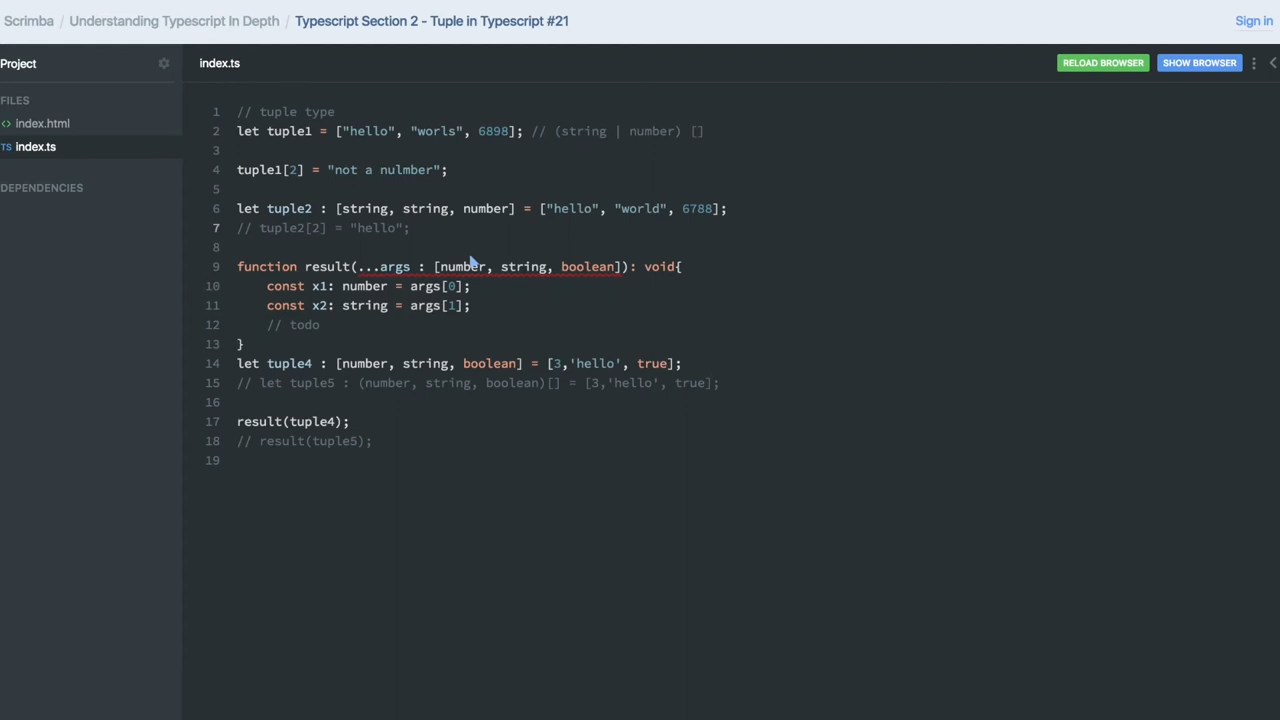 Scrimba / Understanding Typescript In Depth / Typescript Section 2 - Tuple in Typescript #21
Sign in
Project
index.ts
RELOAD BROWSER
SHOW BROWSER
FILES
<> index.html
TS index.ts
DEPENDENCIES
1 // tuple type
2 let tuple1 = ["hello", "worls", 6898]; // (string | number) []
3
4 tuple1[2] = "not a nulmber";
5
6 let tuple2 : [string, string, number] = ["hello", "world", 6788];
7 // tuple2[2] = "hello";
8
9 function result(...args : [number, string, boolean]): void{
10     const x1: number = args[0];
11     const x2: string = args[1];
12     // todo
13 }
14 let tuple4 : [number, string, boolean] = [3,'hello', true];
15 // let tuple5 : (number, string, boolean)[] = [3,'hello', true];
16
17 result(tuple4);
18 // result(tuple5);
19